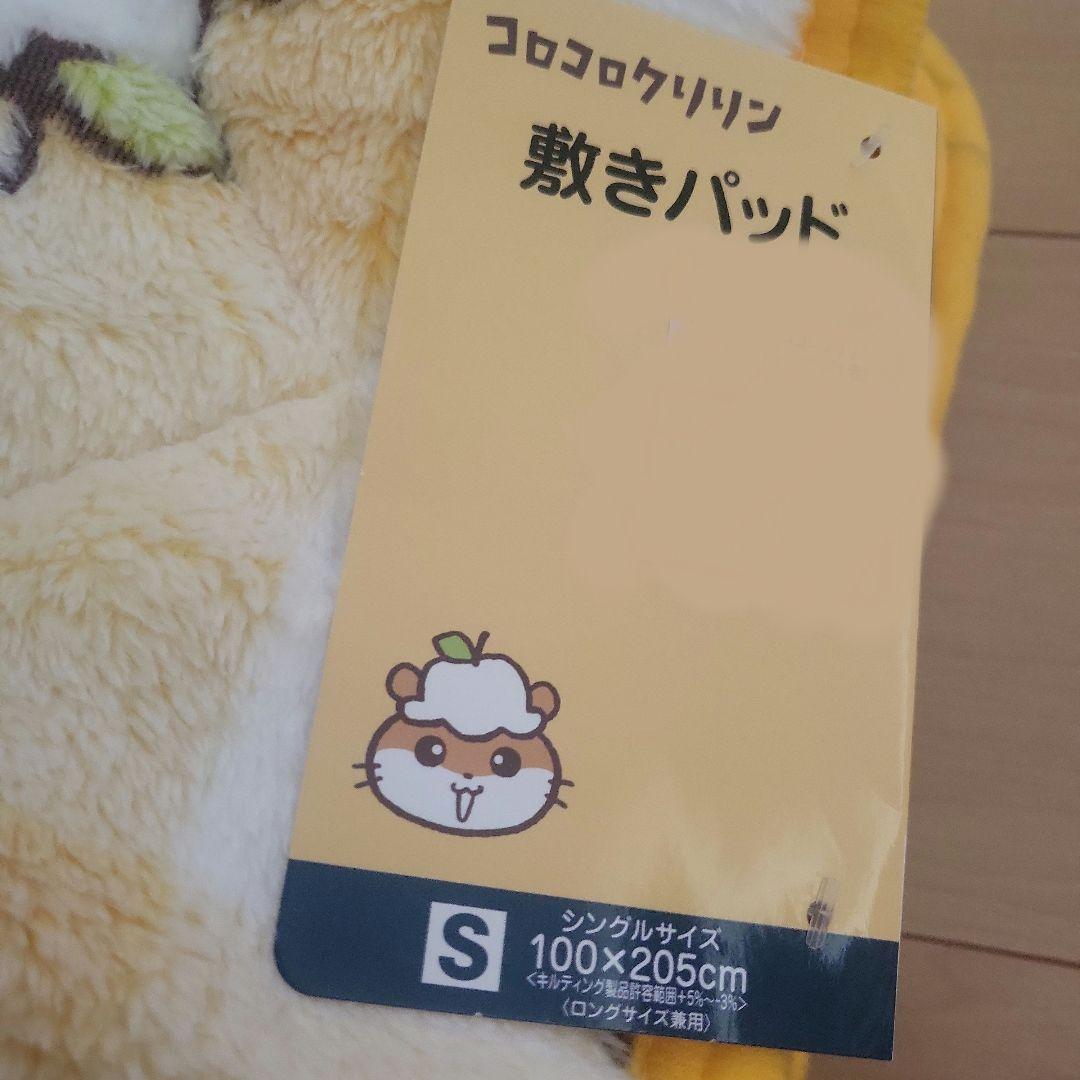 コロコロクリリン
敷きパッド
S
シングルサイズ
100×205cm
<キルティング製品許容範囲+5%~-3%>
〈ロングサイズ兼用〉